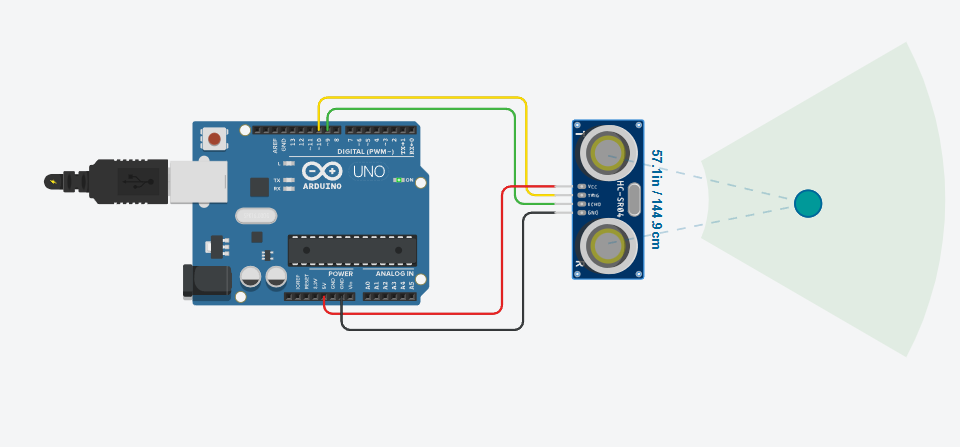 AREF
GND
13
12
~11
~10
~9
8
7
~6
~5
4
~3
2
TX→1
RX←0
L
DIGITAL (PWM~)
TX
RX
ARDUINO
UNO
ON
POWER
ANALOG IN
IOREF
RESET
3.3V
5V
GND
GND
Vin
A0
A1
A2
A3
A4
A5
T
VCC
TRIG
ECHO
GND
HC-SR04
R
57.1in / 144.9cm